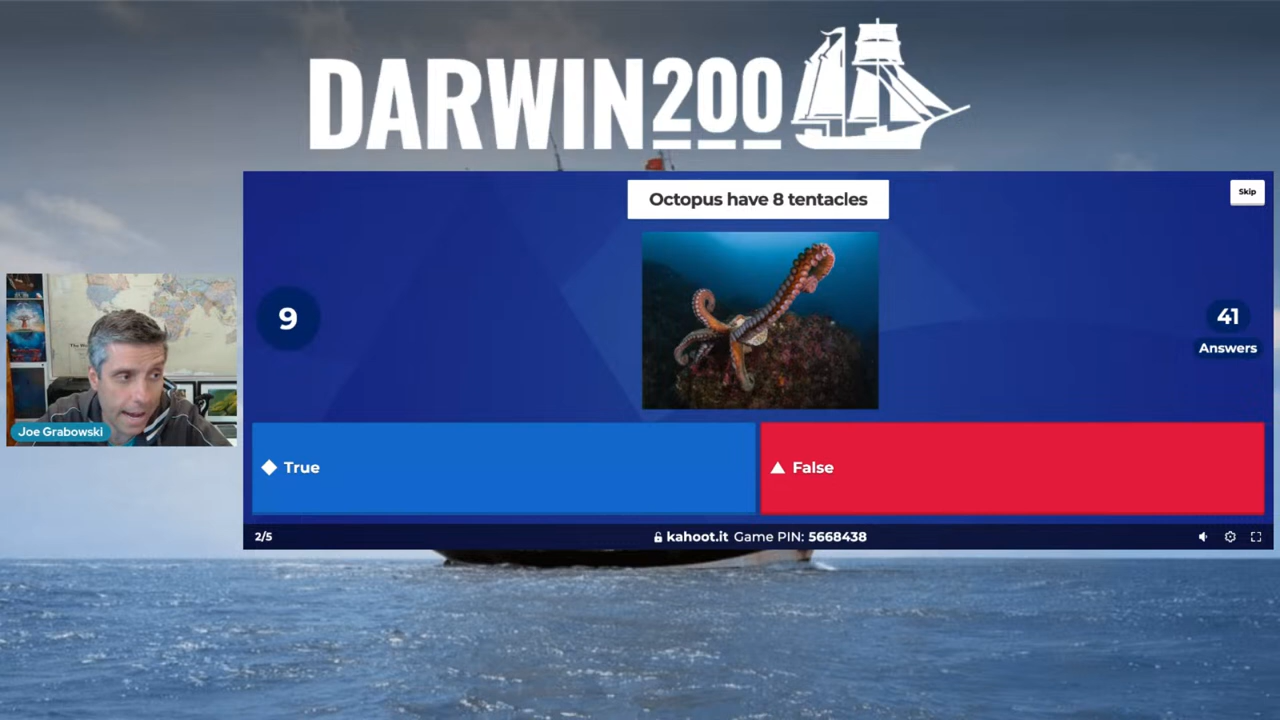 DARWIN200
Octopus have 8 tentacles
Skip
9
41
Answers
Joe Grabowski
True
False
2/5
kahoot.it Game PIN: 5668438